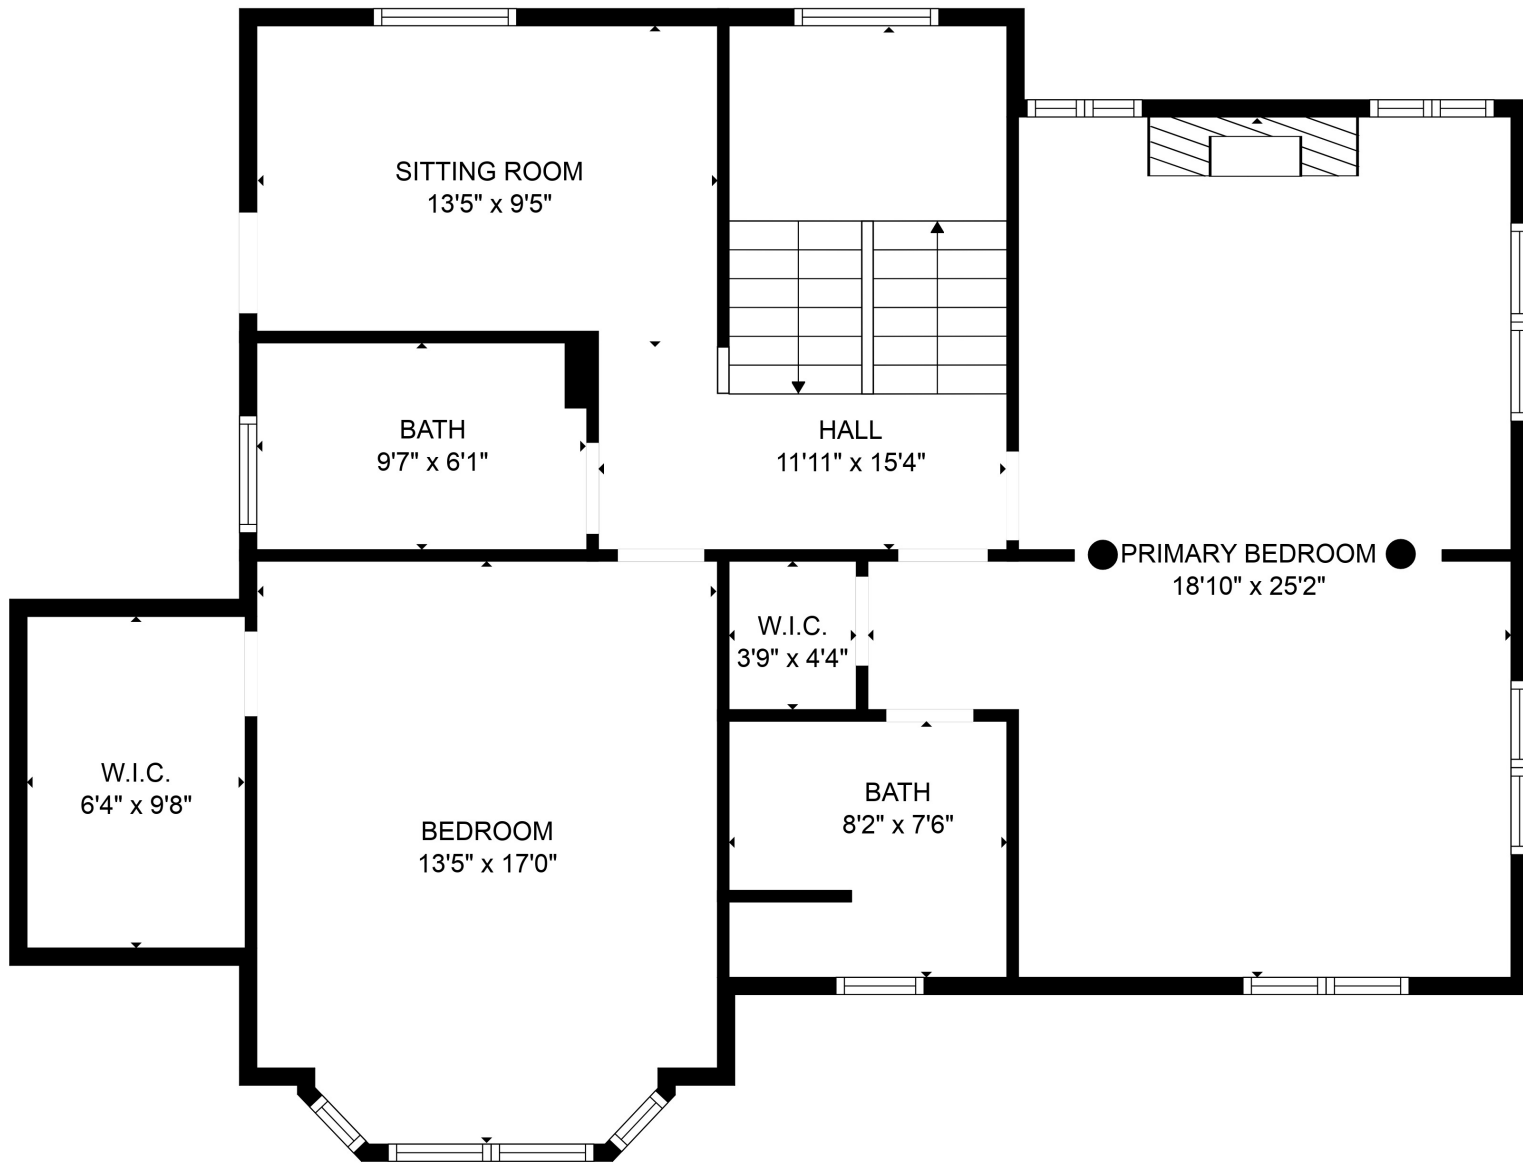 SITTING ROOM
13'5" x 9'5"
BATH
9'7" x 6'1"
HALL
11'11" x 15'4"
PRIMARY BEDROOM
18'10" x 25'2"
W.I.C.
3'9" x 4'4"
W.I.C.
6'4" x 9'8"
BEDROOM
13'5" x 17'0"
BATH
8'2" x 7'6"